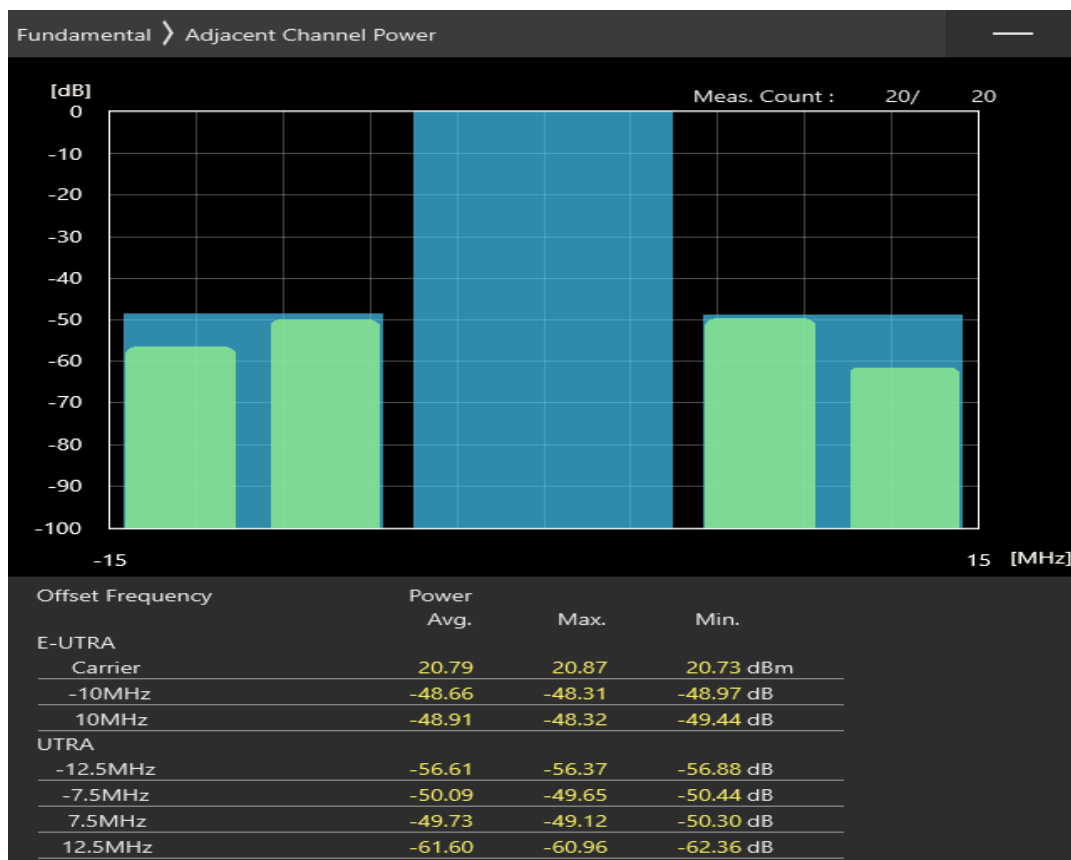 Fundamental 〉 Adjacent Channel Power
[dB]
Meas. Count : 20/ 20
0
-10
-20
-30
-40
-50
-60
-70
-80
-90
-100
-15 15 [MHz]
Offset Frequency Power
Avg. Max. Min.
E-UTRA
Carrier 20.79 20.87 20.73 dBm
-10MHz -48.66 -48.31 -48.97 dB
10MHz -48.91 -48.32 -49.44 dB
UTRA
-12.5MHz -56.61 -56.37 -56.88 dB
-7.5MHz -50.09 -49.65 -50.44 dB
7.5MHz -49.73 -49.12 -50.30 dB
12.5MHz -61.60 -60.96 -62.36 dB